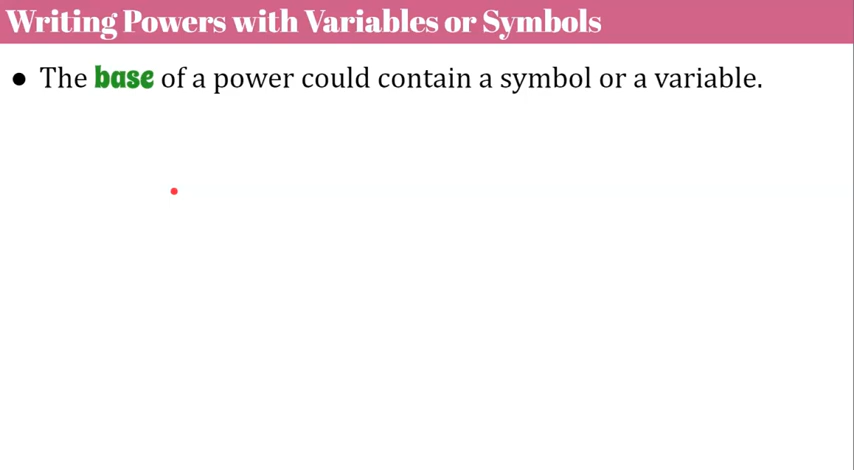 Writing Powers with Variables or Symbols
● The base of a power could contain a symbol or a variable.